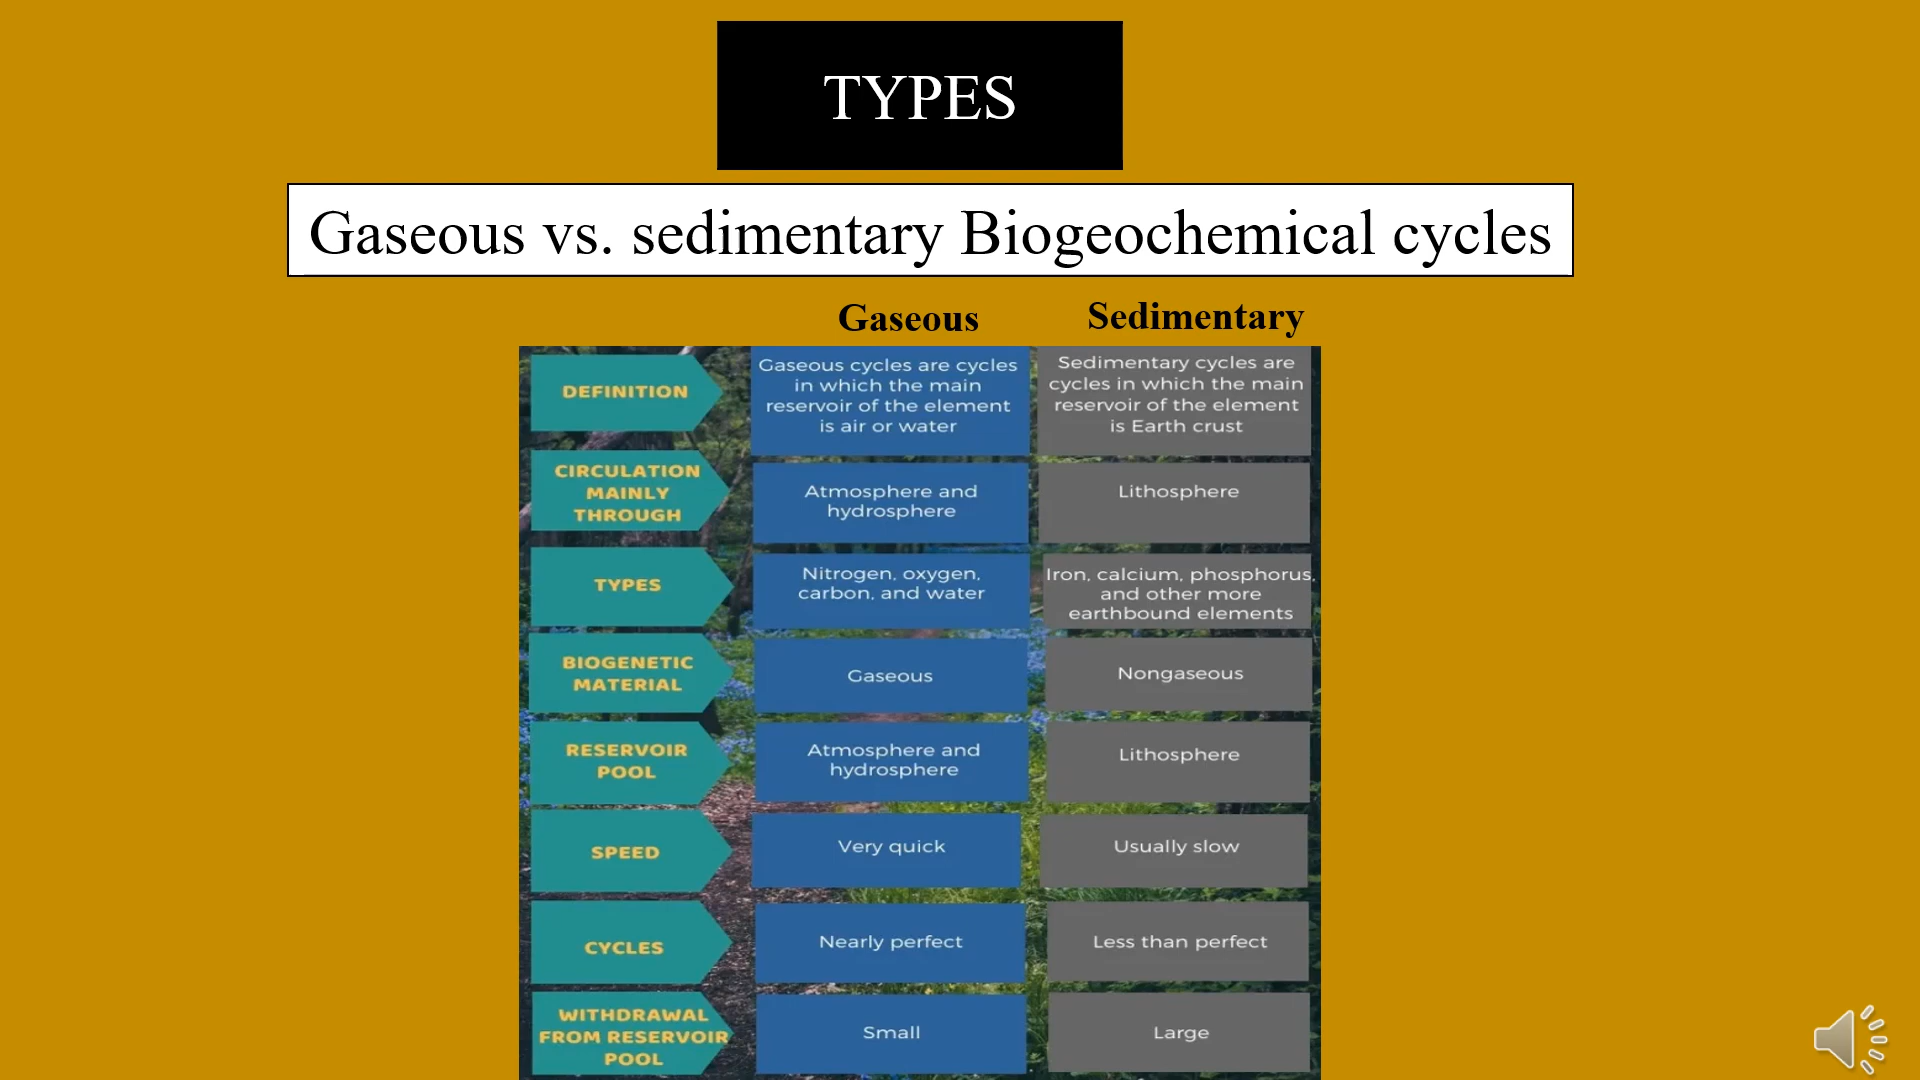 TYPES
Gaseous vs. sedimentary Biogeochemical cycles
Gaseous
Sedimentary
DEFINITION
Gaseous cycles are cycles
in which the main
reservoir of the element
is air or water
Sedimentary cycles are
cycles in which the main
reservoir of the element
is Earth crust
CIRCULATION
MAINLY
THROUGH
Atmosphere and
hydrosphere
Lithosphere
TYPES
Nitrogen, oxygen,
carbon, and water
Iron, calcium, phosphorus,
and other more
earthbound elements
BIOGENETIC
MATERIAL
Gaseous
Nongaseous
RESERVOIR
POOL
Atmosphere and
hydrosphere
Lithosphere
SPEED
Very quick
Usually slow
CYCLES
Nearly perfect
Less than perfect
WITHDRAWAL
FROM RESERVOIR
POOL
Small
Large